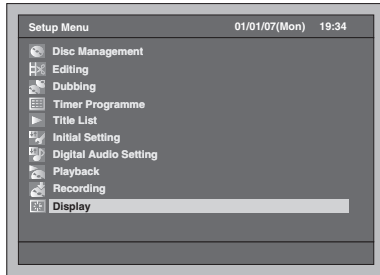 Setup Menu 01/01/07(Mon) 19:34
Disc Management
Editing
Dubbing
Timer Programme
Title List
Initial Setting
Digital Audio Setting
Playback
Recording
Display